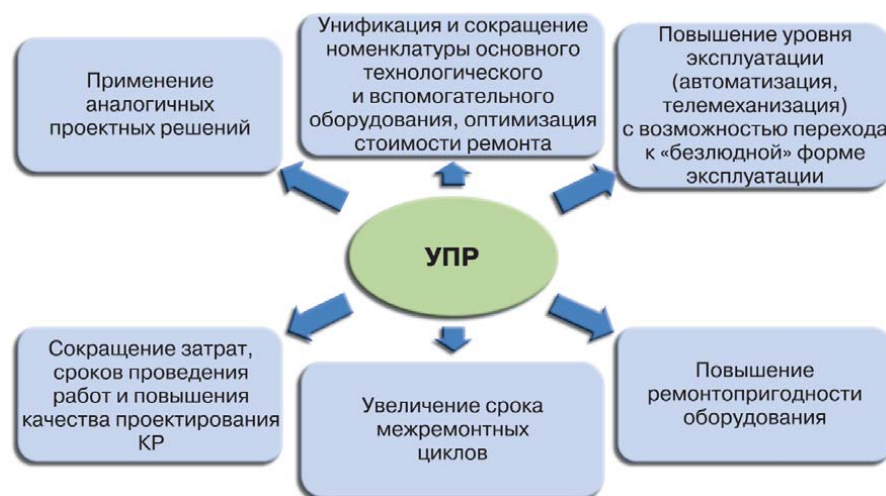 Применение
аналогичных
проектных решений
Унификация и сокращение
номенклатуры основного
технологического
и вспомогательного
оборудования, оптимизация
стоимости ремонта
Повышение уровня
эксплуатации
(автоматизация,
телемеханизация)
с возможностью перехода
к «безлюдной» форме
эксплуатации
УПР
Сокращение затрат,
сроков проведения
работ и повышения
качества проектирования
КР
Увеличение срока
межремонтных
циклов
Повышение
ремонтопригодности
оборудования